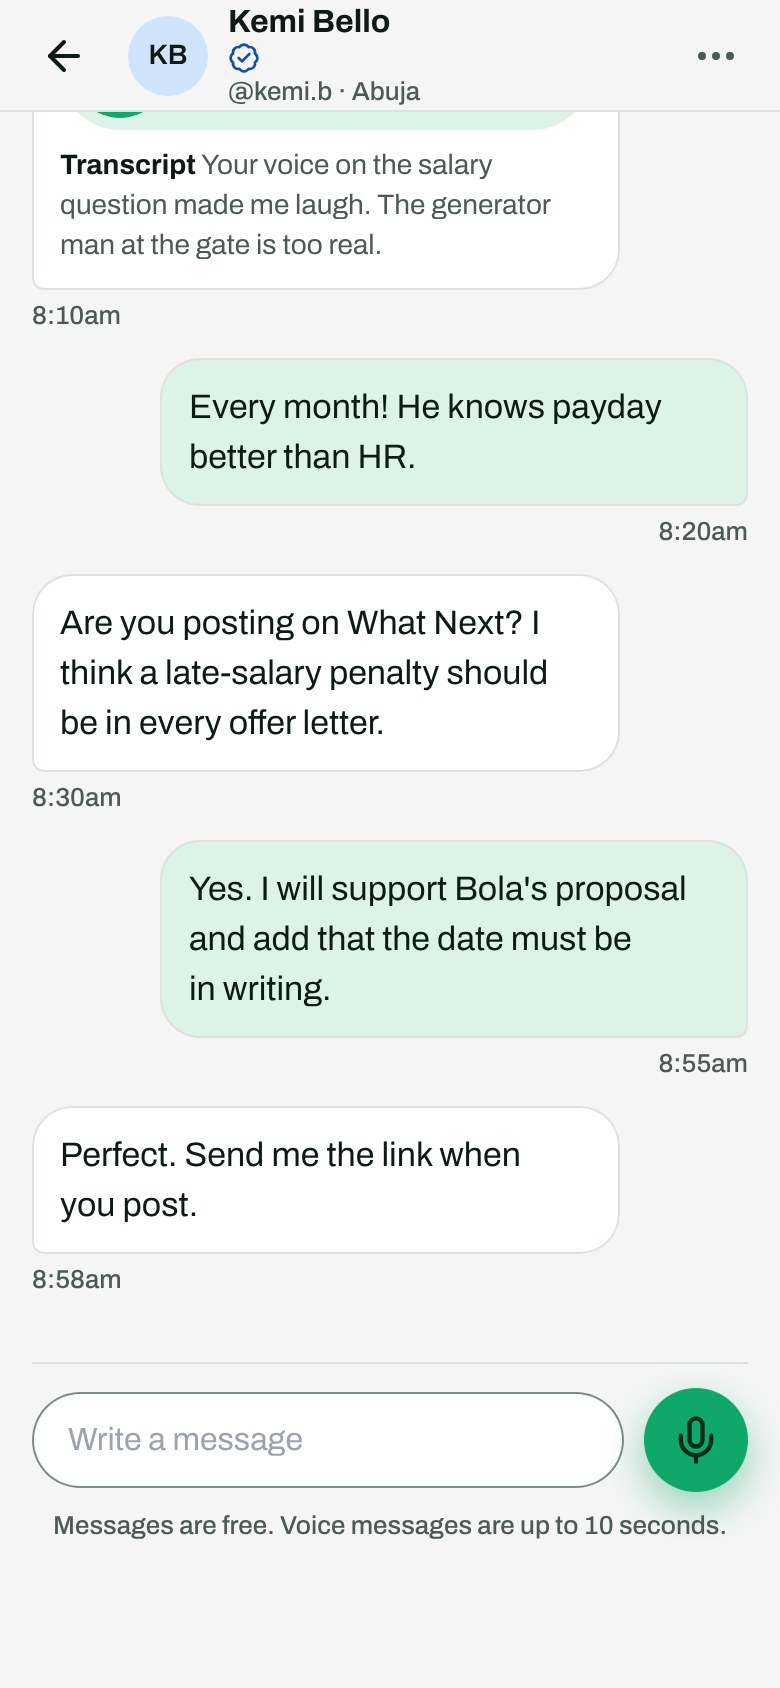 Kemi Bello
KB
@kemi.b · Abuja
Transcript Your voice on the salary
question made me laugh. The generator
man at the gate is too real.
8:10am
Every month! He knows payday
better than HR.
8:20am
Are you posting on What Next? I
think a late-salary penalty should
be in every offer letter.
8:30am
Yes. I will support Bola's proposal
and add that the date must be
in writing.
8:55am
Perfect. Send me the link when
you post.
8:58am
Write a message
Messages are free. Voice messages are up to 10 seconds.